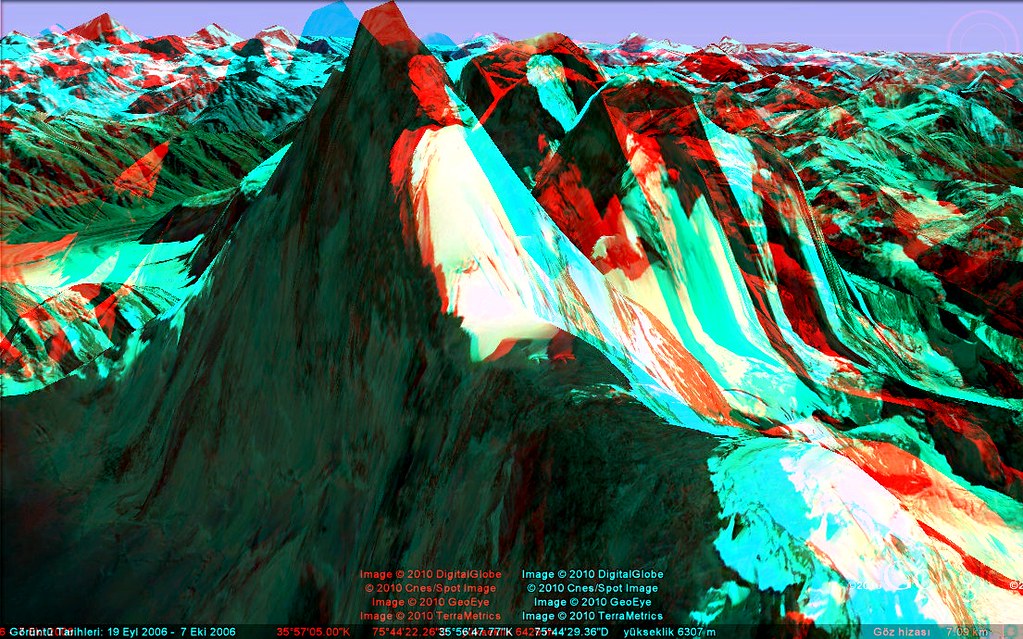 Image © 2010 DigitalGlobe
© 2010 Cnes/Spot Image
Image © 2010 GeoEye
Image © 2010 TerraMetrics
Image © 2010 DigitalGlobe
© 2010 Cnes/Spot Image
Image © 2010 GeoEye
Image © 2010 TerraMetrics
Görüntü Tarihleri: 19 Eyl 2006 - 7 Eki 2006 35°57'05.00"K 75°44'22.26" 35°56'47.77"K 75°44'29.36"D yükseklik 6307 m Göz hizası 7.09 km